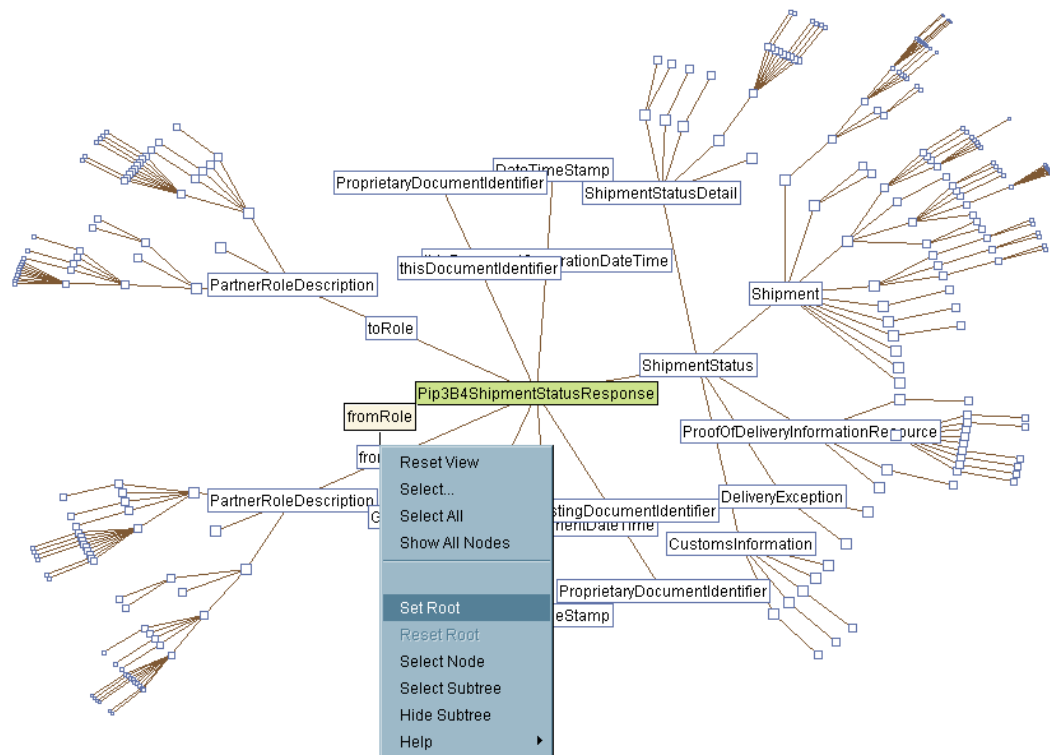 DateTimeStamp
ProprietaryDocumentIdentifier
ShipmentStatusDetail
thisDocumentIdentifier
PartnerRoleDescription
Shipment
toRole
ShipmentStatus
Pip3B4ShipmentStatusResponse
fromRole
ProofOfDeliveryInformationResource
Reset View
Select...
PartnerRoleDescription
DeliveryException
Select All
Show All Nodes
CustomsInformation
ProprietaryDocumentIdentifier
Set Root
Reset Root
Select Node
Select Subtree
Hide Subtree
Help